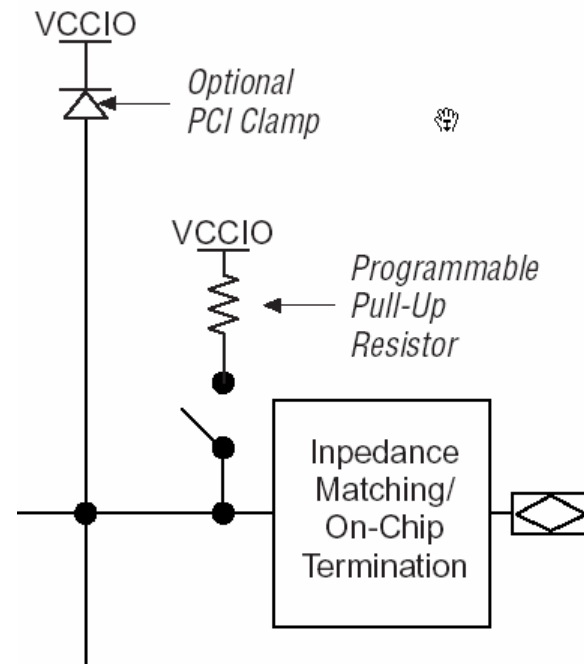 VCCIO
Optional
PCI Clamp
VCCIO
Programmable
Pull-Up
Resistor
Inpedance
Matching/
On-Chip
Termination